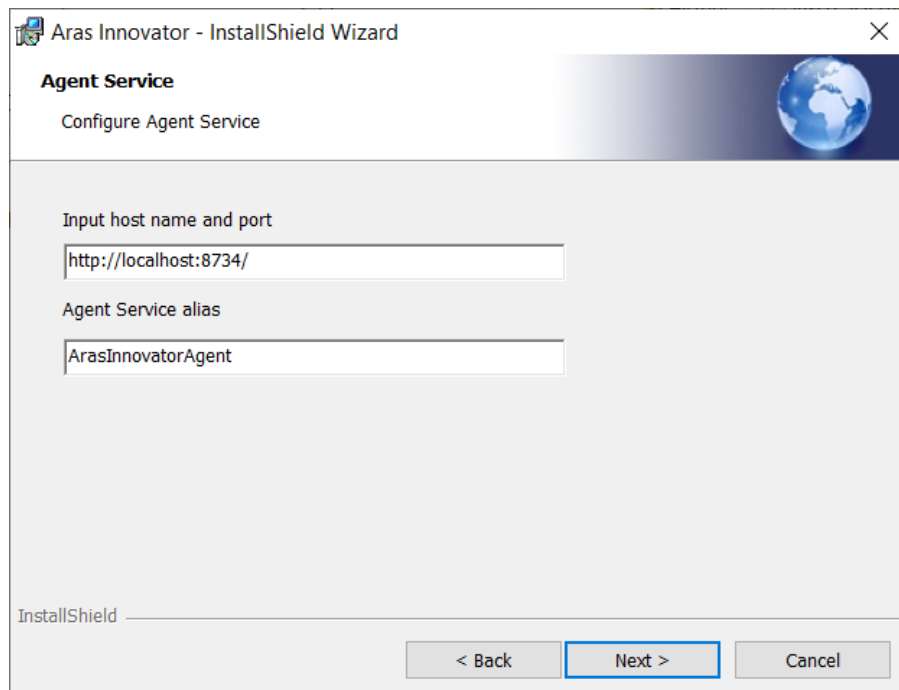 Aras Innovator - InstallShield Wizard
Agent Service
Configure Agent Service
Input host name and port
http://localhost:8734/
Agent Service alias
ArasInnovatorAgent
InstallShield
< Back
Next >
Cancel